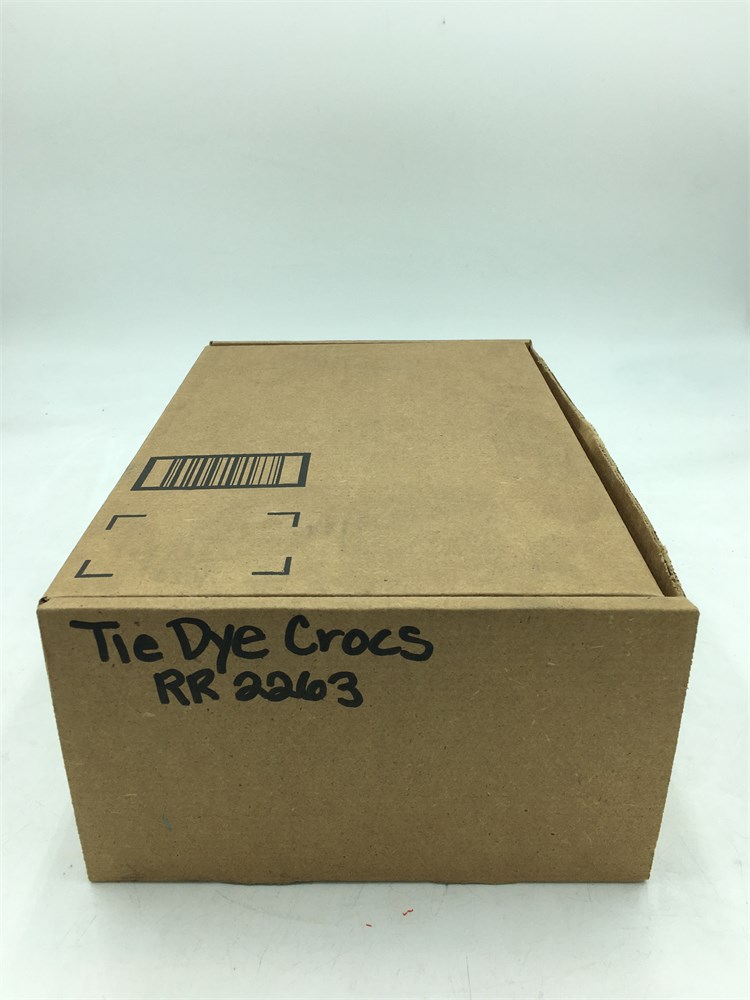 Tie Dye Crocs
RR 2263